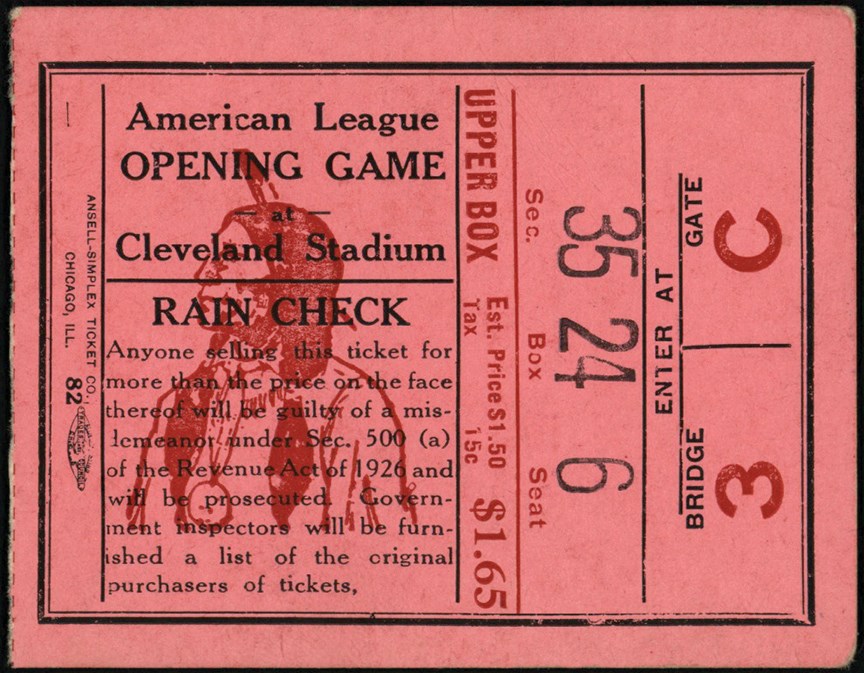 American League
OPENING GAME
— at —
Cleveland Stadium
RAIN CHECK
Anyone selling this ticket for
more than the price on the face
thereof will be guilty of a mis-
demeanor under Sec. 500 (a)
of the Revenue Act of 1926 and
will be prosecuted. Govern-
ment inspectors will be furn-
ished a list of the original
purchasers of tickets,
ANSELL-SIMPLEX TICKET CO.,
CHICAGO, ILL.
82
UPPER BOX
Est. Price $1.50
Tax 15c
$1.65
Sec. 35
Box 24
Seat 6
ENTER AT
GATE C
BRIDGE 3